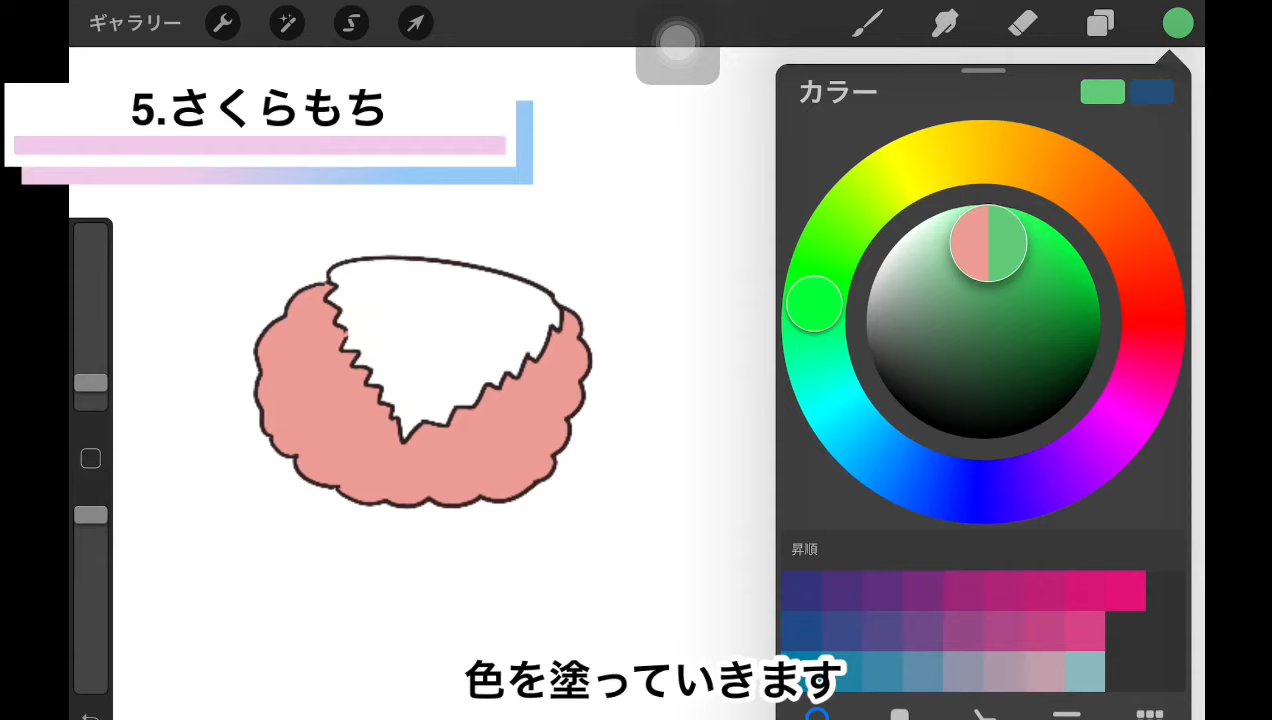 ギャラリー
カラー
5.さくらもち
昇順
色を塗っていきます